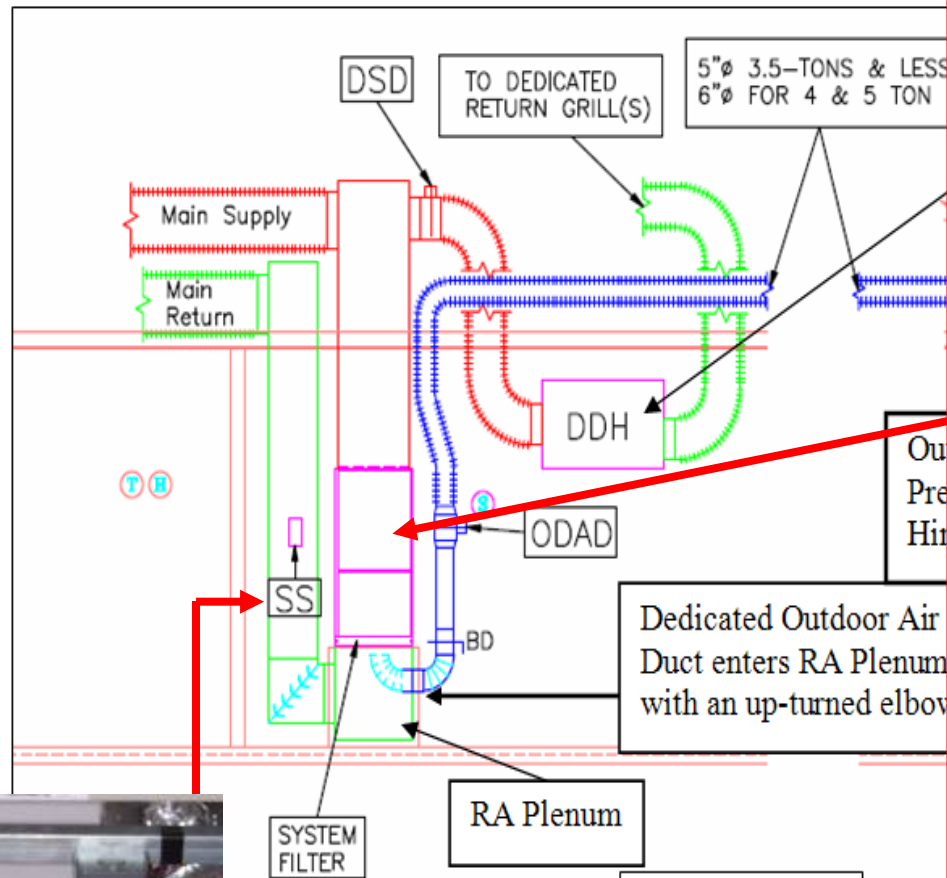 DSD
TO DEDICATED
RETURN GRILL(S)
5"ø 3.5-TONS & LESS
6"ø FOR 4 & 5 TON
Main Supply
Main
Return
DDH
T H
S
ODAD
SS
BD
Dedicated Outdoor Air
Duct enters RA Plenum
with an up-turned elbow
RA Plenum
SYSTEM
FILTER